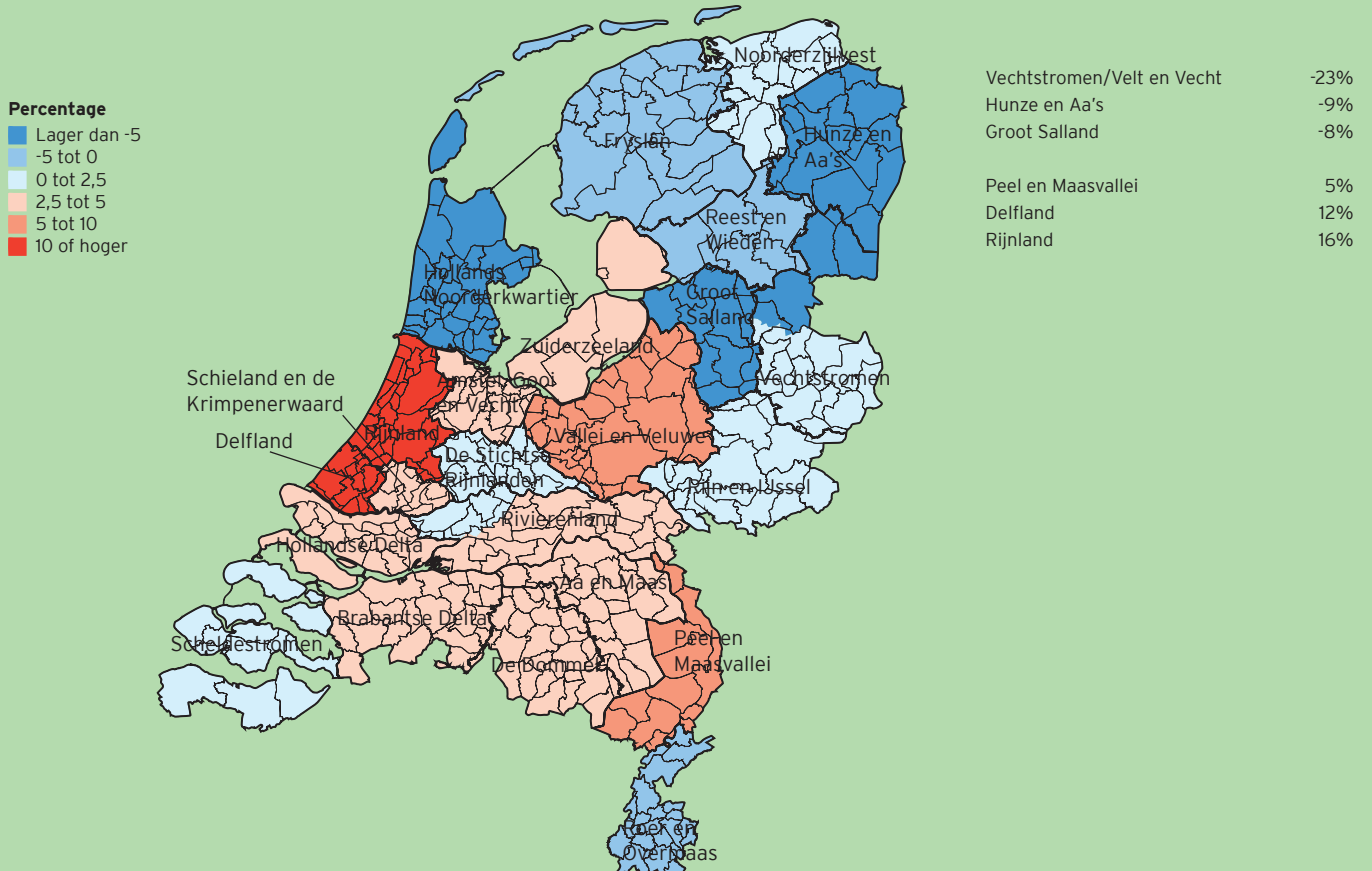 Percentage
Lager dan -5
-5 tot 0
0 tot 2,5
2,5 tot 5
5 tot 10
10 of hoger
Noorderzijlvest
Hunze en
Aa's
Fryslân
Reest en
Wieden
Hollands
Noorderkwartier
Groot
Salland
Zuiderzeeland
Vechtstromen
Amstel, Gooi
en Vecht
Schieland en de
Krimpenerwaard
Delfland
Rijnland
Vallei en Veluwe
De Stichtse
Rijnlanden
Rijn en IJssel
Rivierenland
Hollandse Delta
Aa en Maas
Brabantse Delta
Scheldestromen
De Dommel
Peel en
Maasvallei
Roer en
Overmaas
Vechtstromen/Velt en Vecht -23%
Hunze en Aa's -9%
Groot Salland -8%
Peel en Maasvallei 5%
Delfland 12%
Rijnland 16%